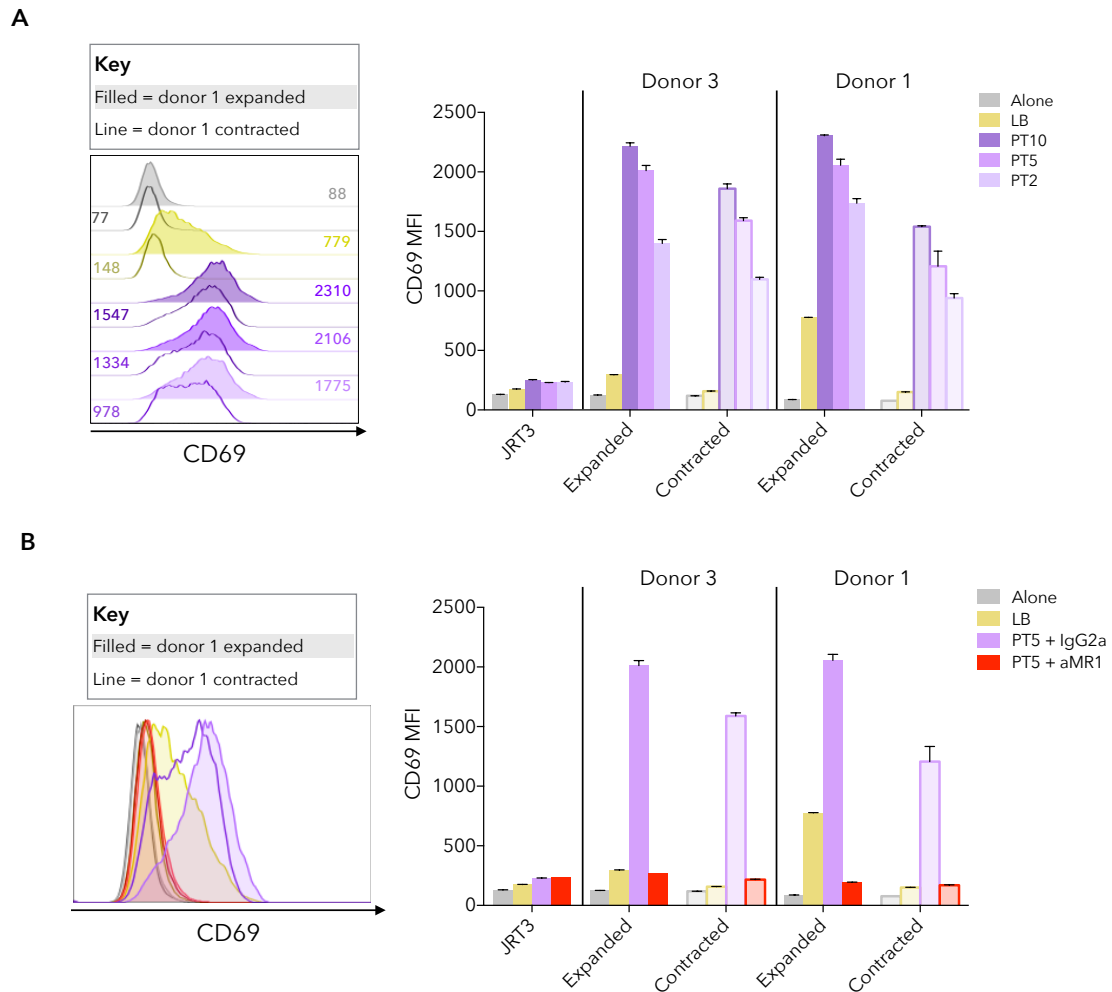 A
Key
Filled = donor 1 expanded
Line = donor 1 contracted
88
77
779
148
2310
1547
2106
1334
1775
978
CD69
Donor 3
Donor 1
CD69 MFI
2500
2000
1500
1000
500
0
JRT3
Expanded
Contracted
Expanded
Contracted
Alone
LB
PT10
PT5
PT2
B
Key
Filled = donor 1 expanded
Line = donor 1 contracted
CD69
Donor 3
Donor 1
CD69 MFI
2500
2000
1500
1000
500
0
JRT3
Expanded
Contracted
Expanded
Contracted
Alone
LB
PT5 + IgG2a
PT5 + aMR1